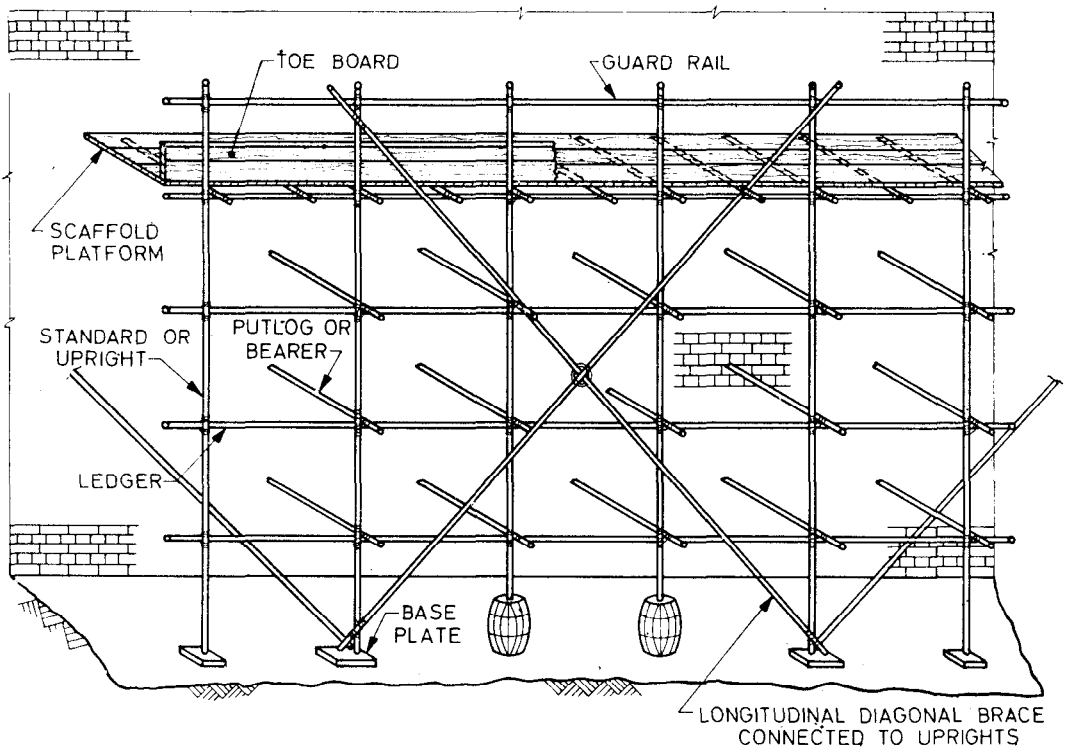 TOE BOARD
GUARD RAIL
SCAFFOLD
PLATFORM
STANDARD OR
UPRIGHT
PUTLOG OR
BEARER
LEDGER
BASE
PLATE
LONGITUDINAL DIAGONAL BRACE
CONNECTED TO UPRIGHTS